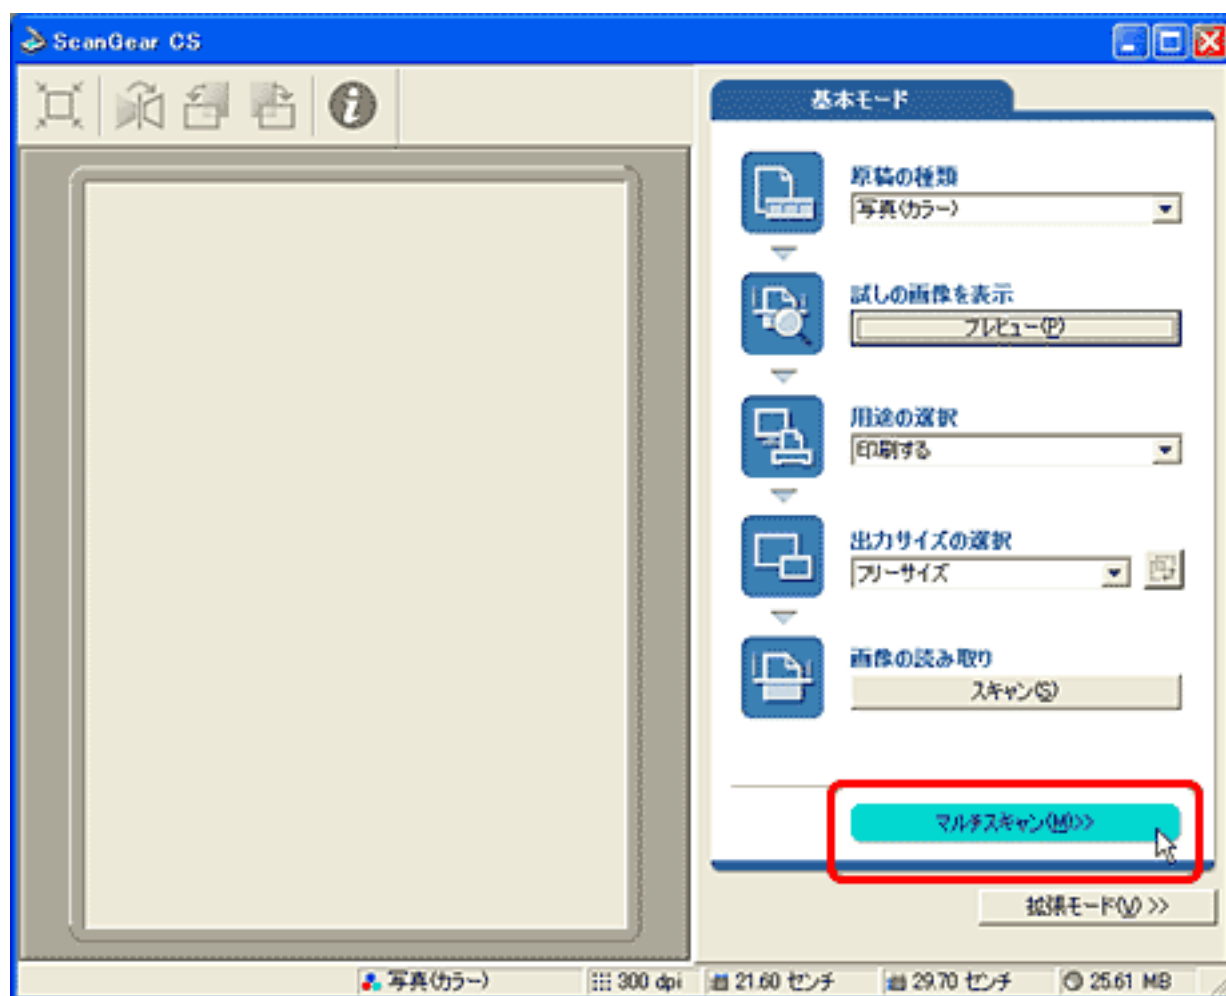 ScanGear CS
基本モード
原稿の種類
写真(カラー)
試しの画像を表示
プレビュー(P)
用途の選択
印刷する
出力サイズの選択
フリーサイズ
画像の読み取り
スキャン(S)
マルチスキャン(M)>>
拡張モード(V) >>
写真(カラー) 300 dpi 21.60 センチ 29.70 センチ 25.61 MB